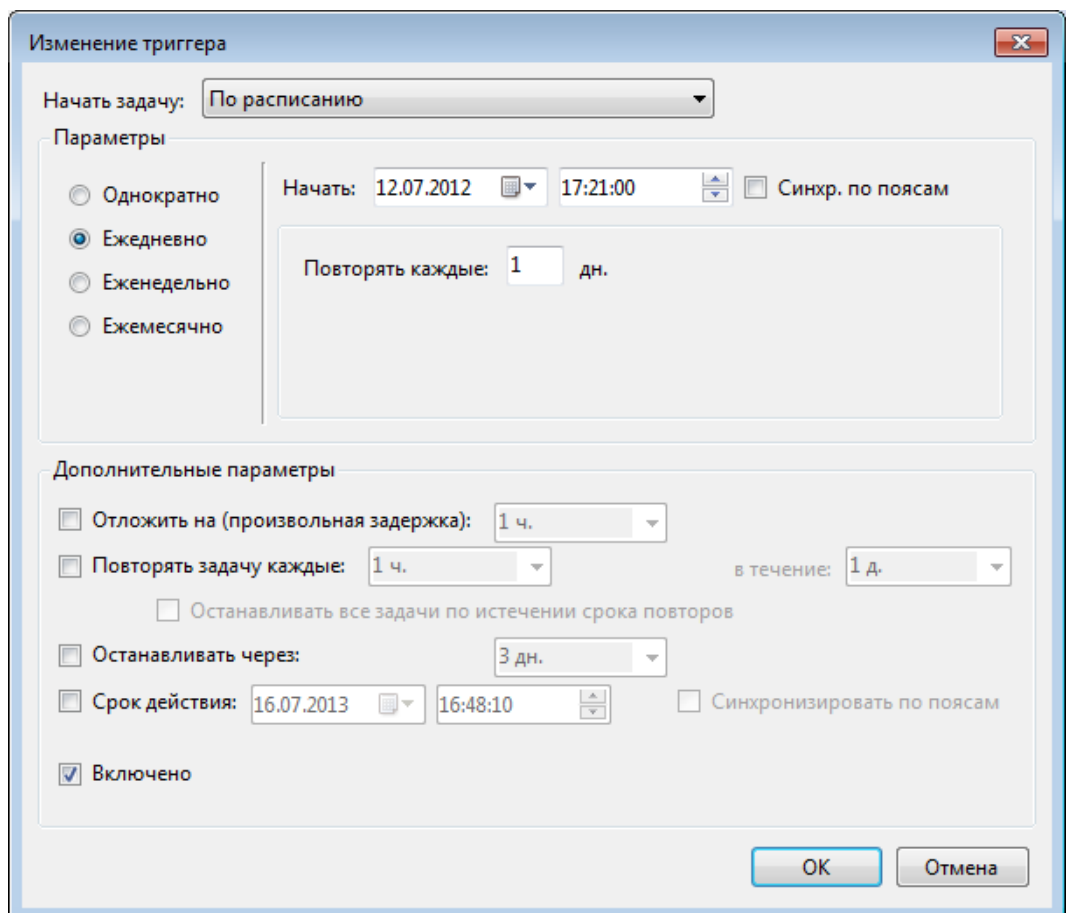 Изменение триггера
Начать задачу: По расписанию
Параметры
Однократно
Ежедневно
Еженедельно
Ежемесячно
Начать: 12.07.2012 17:21:00 Синхр. по поясам
Повторять каждые: 1 дн.
Дополнительные параметры
Отложить на (произвольная задержка): 1 ч.
Повторять задачу каждые: 1 ч. в течение: 1 д.
Останавливать все задачи по истечении срока повторов
Останавливать через: 3 дн.
Срок действия: 16.07.2013 16:48:10 Синхронизировать по поясам
Включено
ОК Отмена